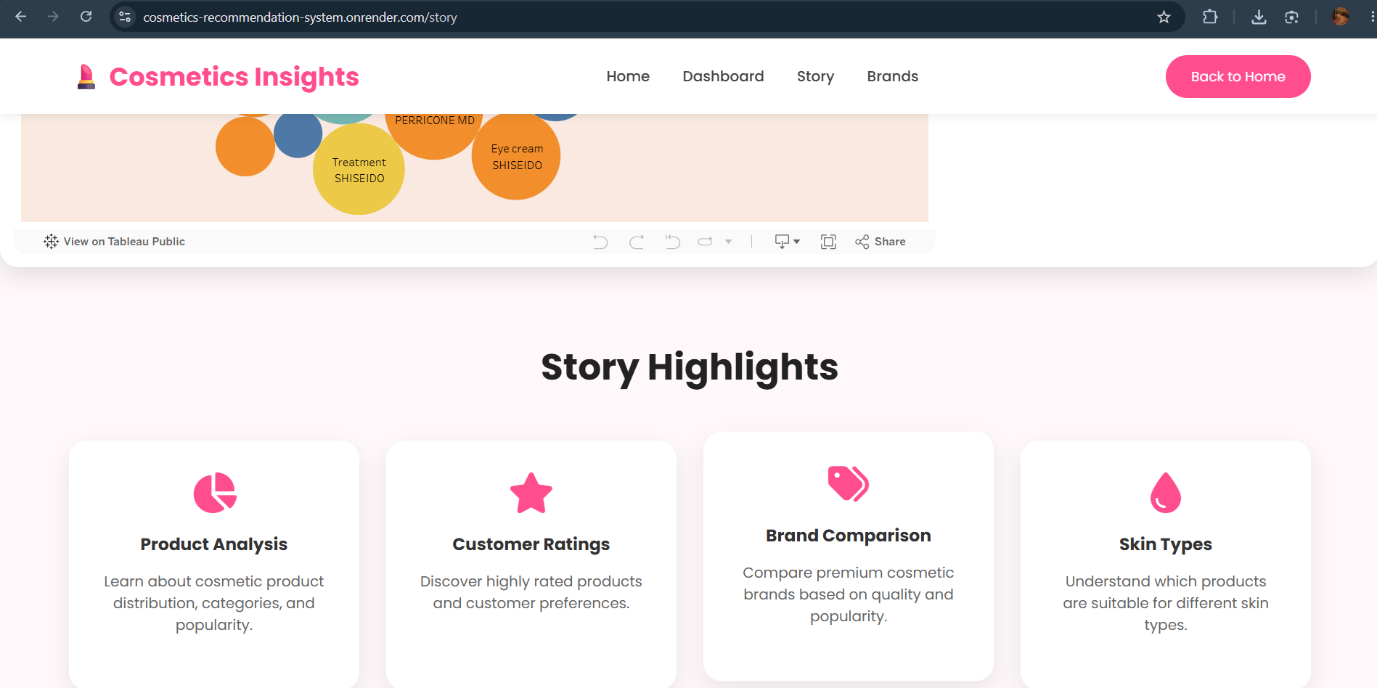 cosmetics-recommendation-system.onrender.com/story
Cosmetics Insights
Home
Dashboard
Story
Brands
Back to Home
PERRICONE MD
Treatment
SHISEIDO
Eye cream
SHISEIDO
View on Tableau Public
Share
Story Highlights
Product Analysis
Learn about cosmetic product
distribution, categories, and
popularity.
Customer Ratings
Discover highly rated products
and customer preferences.
Brand Comparison
Compare premium cosmetic
brands based on quality and
popularity.
Skin Types
Understand which products
are suitable for different skin
types.